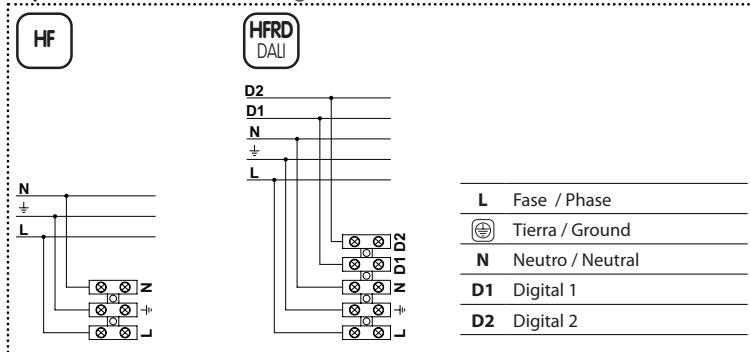 HF
HFRD
DALI
D2
D1
N
L
N
L
D2
D1
N
L
N
L
L Fase / Phase
Tierra / Ground
N Neutro / Neutral
D1 Digital 1
D2 Digital 2